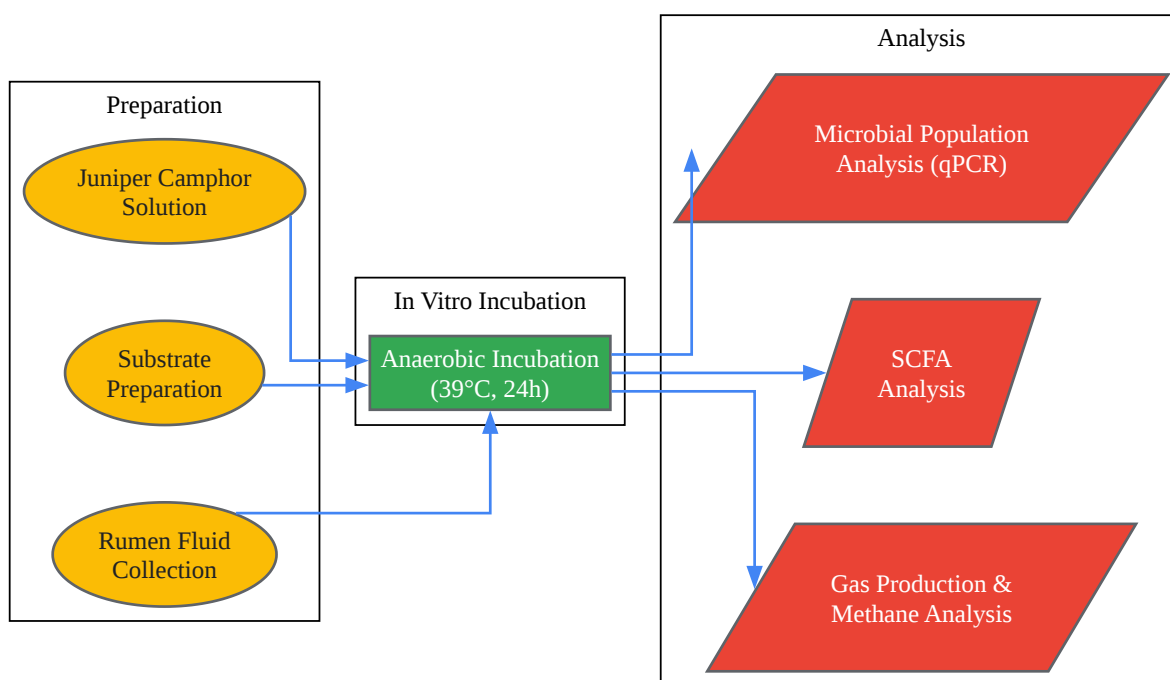 Preparation
Juniper Camphor
Solution
Substrate
Preparation
Rumen Fluid
Collection
In Vitro Incubation
Anaerobic Incubation
(39°C, 24h)
Analysis
Microbial Population
Analysis (qPCR)
SCFA
Analysis
Gas Production &
Methane Analysis